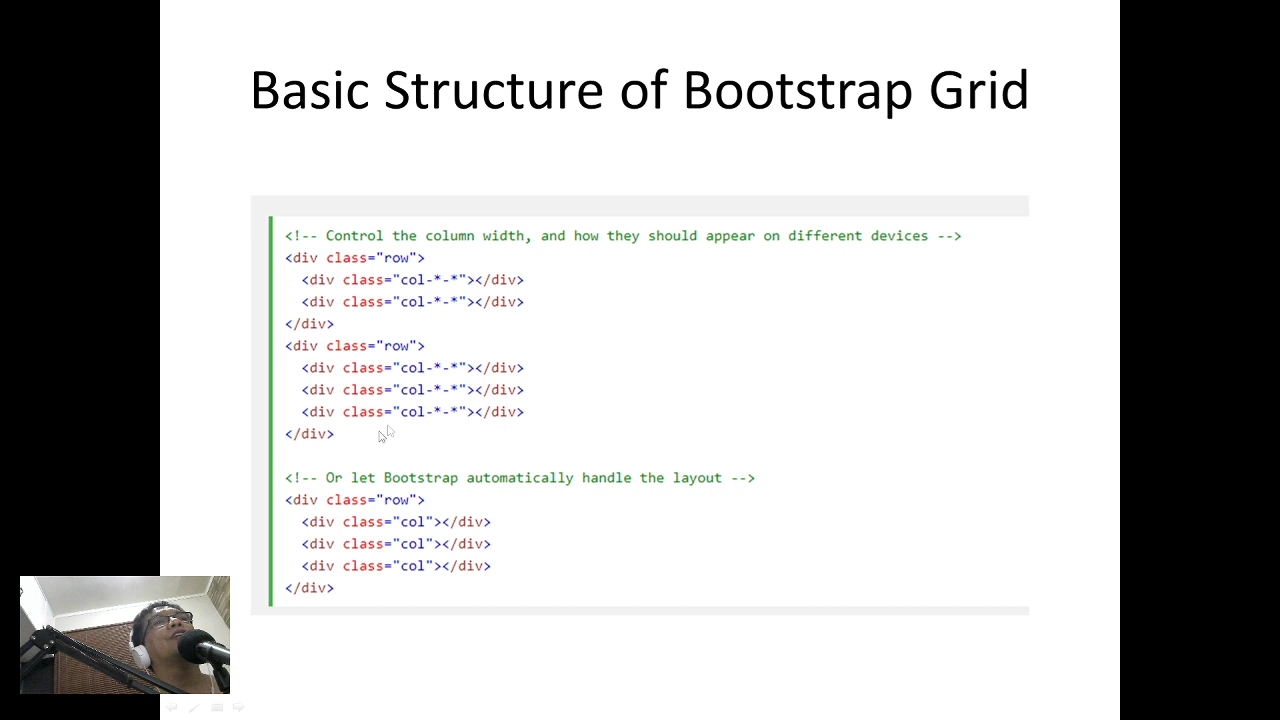 Basic Structure of Bootstrap Grid
<!-- Control the column width, and how they should appear on different devices -->
<div class="row">
  <div class="col-*-*"></div>
  <div class="col-*-*"></div>
</div>
<div class="row">
  <div class="col-*-*"></div>
  <div class="col-*-*"></div>
  <div class="col-*-*"></div>
</div>
<!-- Or let Bootstrap automatically handle the layout -->
<div class="row">
  <div class="col"></div>
  <div class="col"></div>
  <div class="col"></div>
</div>